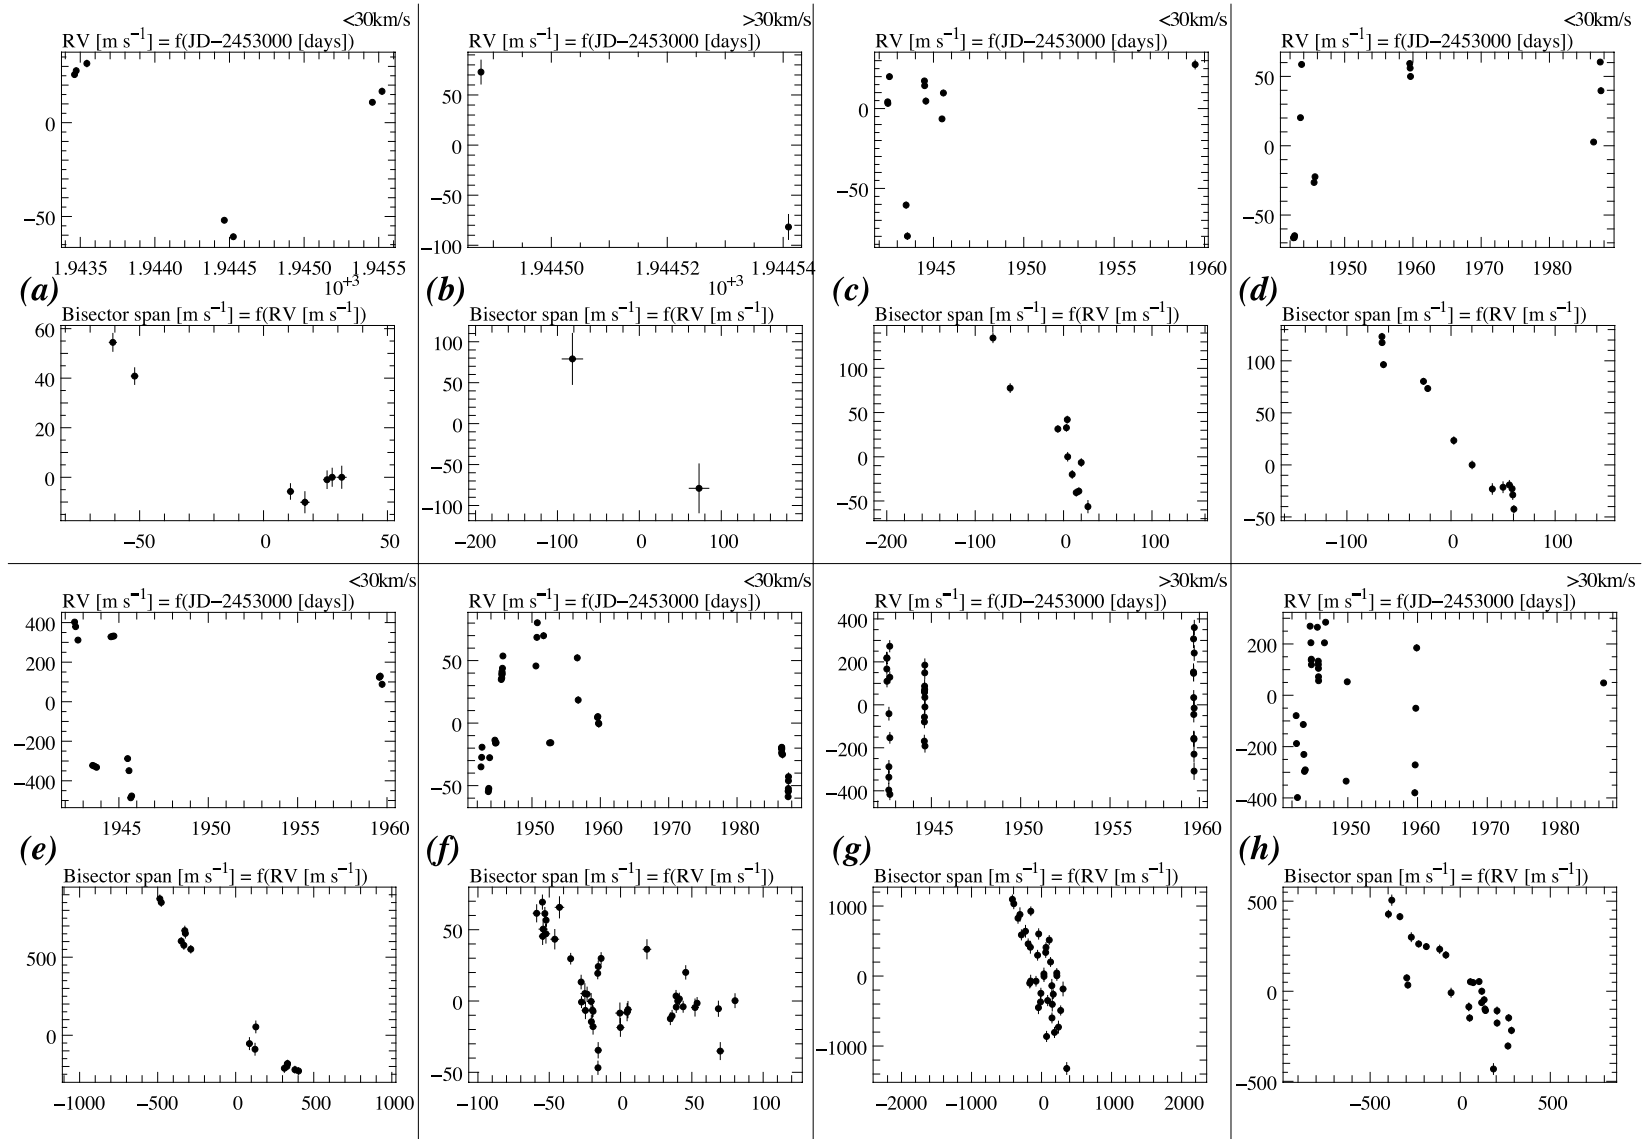 <30km/s
RV [m s−1] = f(JD−2453000 [days])
0
−50
1.9435 1.9440 1.9445 1.9450 1.9455
10+3
(a)
Bisector span [m s−1] = f(RV [m s−1])
60
40
20
0
−50 0 50
>30km/s
RV [m s−1] = f(JD−2453000 [days])
50
0
−50
−100
1.94450 1.94452 1.94454
10+3
(b)
Bisector span [m s−1] = f(RV [m s−1])
100
50
0
−50
−100
−200 −100 0 100
<30km/s
RV [m s−1] = f(JD−2453000 [days])
0
−50
1945 1950 1955 1960
(c)
Bisector span [m s−1] = f(RV [m s−1])
100
50
0
−50
−200 −100 0 100
<30km/s
RV [m s−1] = f(JD−2453000 [days])
50
0
−50
1950 1960 1970 1980
(d)
Bisector span [m s−1] = f(RV [m s−1])
100
50
0
−50
−100 0 100
<30km/s
RV [m s−1] = f(JD−2453000 [days])
400
200
0
−200
−400
1945 1950 1955 1960
(e)
Bisector span [m s−1] = f(RV [m s−1])
500
0
−1000 −500 0 500 1000
<30km/s
RV [m s−1] = f(JD−2453000 [days])
50
0
−50
1950 1960 1970 1980
(f)
Bisector span [m s−1] = f(RV [m s−1])
50
0
−50
−100 −50 0 50 100
>30km/s
RV [m s−1] = f(JD−2453000 [days])
400
200
0
−200
−400
1945 1950 1955 1960
(g)
Bisector span [m s−1] = f(RV [m s−1])
1000
0
−1000
−2000 −1000 0 1000 2000
>30km/s
RV [m s−1] = f(JD−2453000 [days])
200
0
−200
−400
1950 1960 1970 1980
(h)
Bisector span [m s−1] = f(RV [m s−1])
500
0
−500
−500 0 500